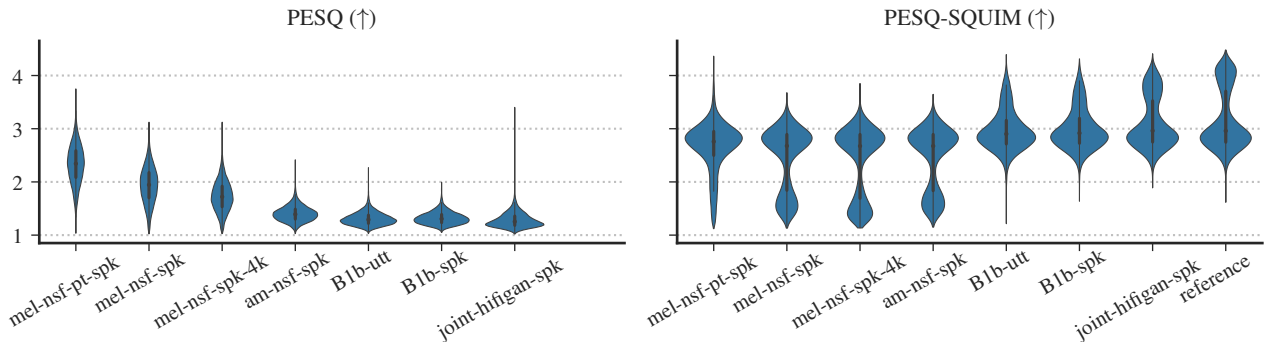 PESQ (↑)
4
3
2
1
mel-nsf-pt-spk
mel-nsf-spk
mel-nsf-spk-4k
am-nsf-spk
B1b-utt
B1b-spk
joint-hifigan-spk
PESQ-SQUIM (↑)
mel-nsf-pt-spk
mel-nsf-spk
mel-nsf-spk-4k
am-nsf-spk
B1b-utt
B1b-spk
joint-hifigan-spk
reference